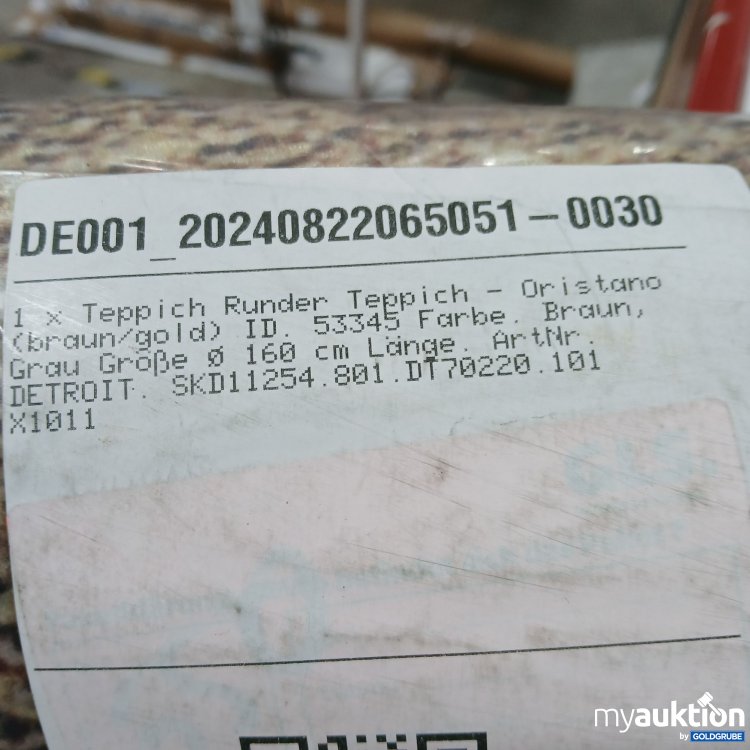 DE001_20240822065051-0030
1 x Teppich Runder Teppich - Oristano
(braun/gold) ID. 53345 Farbe. Braun,
Grau Größe Ø 160 cm Länge. ArtNr.
DETROIT. SKD11254.801.DT70220.101
X1011
GLS
myauktion
by GOLDGRUBE